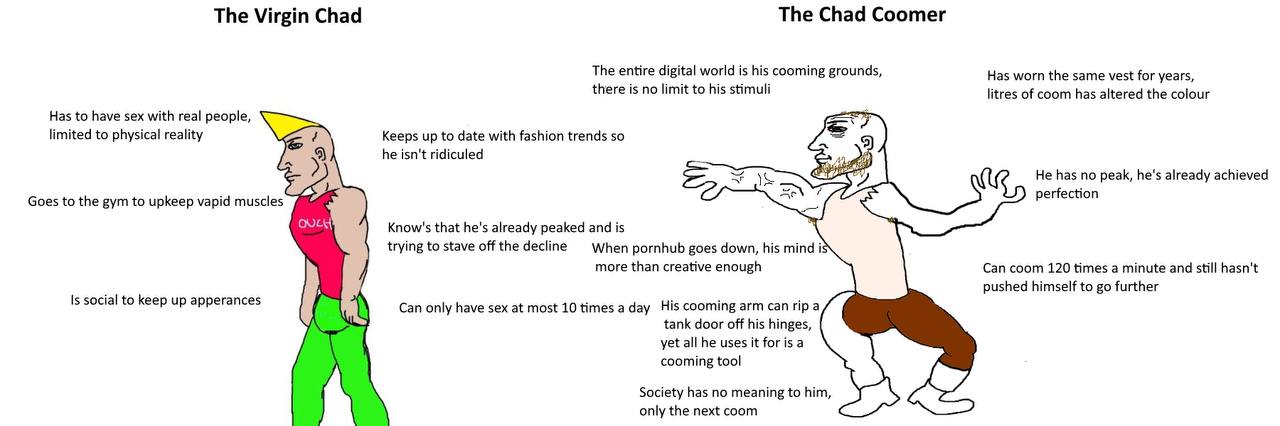 The Virgin Chad
Has to have sex with real people,
limited to physical reality
Keeps up to date with fashion trends so
he isn't ridiculed
Goes to the gym to upkeep vapid muscles
OUCH
Know's that he's already peaked and is
trying to stave off the decline
Is social to keep up apperances
Can only have sex at most 10 times a day
The Chad Coomer
The entire digital world is his cooming grounds,
there is no limit to his stimuli
Has worn the same vest for years,
litres of coom has altered the colour
He has no peak, he's already achieved
perfection
When pornhub goes down, his mind is
more than creative enough
Can coom 120 times a minute and still hasn't
pushed himself to go further
His cooming arm can rip a
tank door off his hinges,
yet all he uses it for is a
cooming tool
Society has no meaning to him,
only the next coom